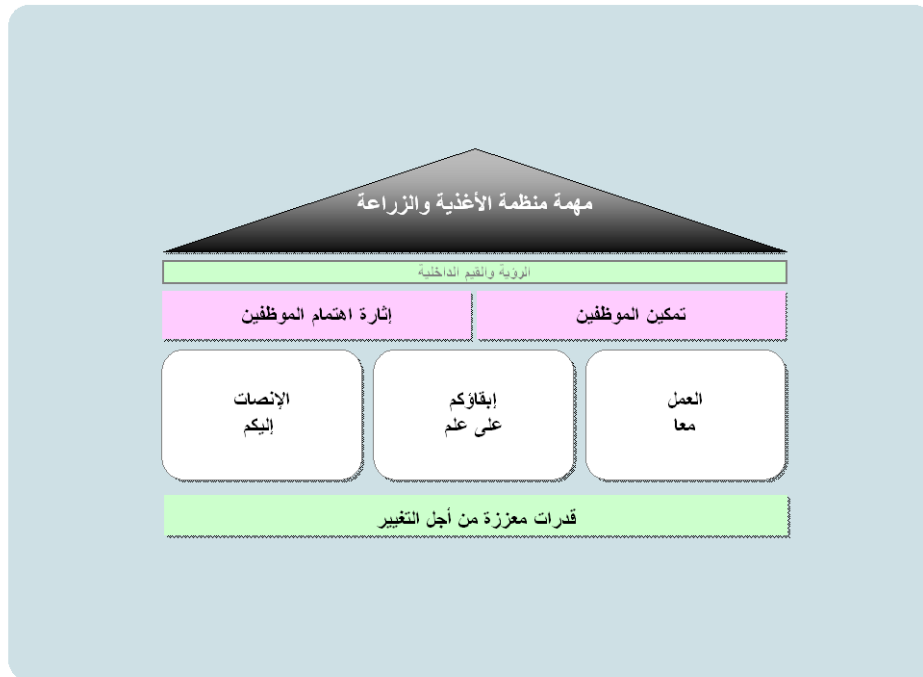 مهمة منظمة الأغذية والزراعة
الرؤية والقيم الداخلية
تمكين الموظفين
إثارة اهتمام الموظفين
العمل
معا
إبقاؤكم
على علم
الإنصات
إليكم
قدرات معززة من أجل التغيير